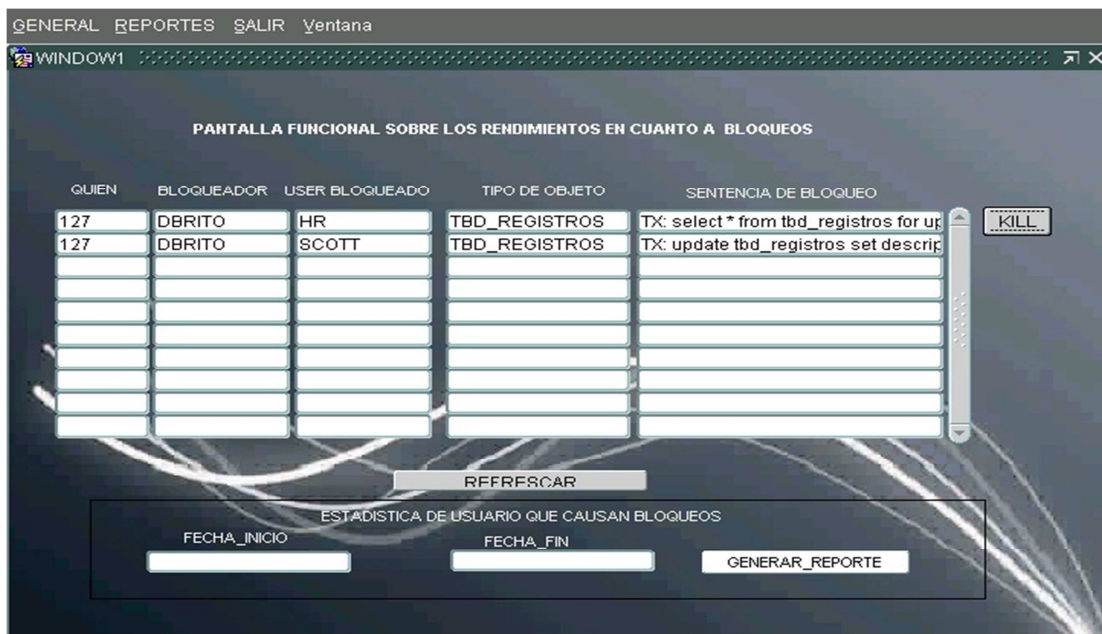 GENERAL REPORTES SALIR Ventana
WINDOW1
PANTALLA FUNCIONAL SOBRE LOS RENDIMIENTOS EN CUANTO A BLOQUEOS
QUIEN BLOQUEADOR USER BLOQUEADO TIPO DE OBJETO SENTENCIA DE BLOQUEO
127 DBRITO HR TBD_REGISTROS TX: select * from tbd_registros for up KILL
127 DBRITO SCOTT TBD_REGISTROS TX: update tbd_registros set descrip
REFRESCAR
ESTADISTICA DE USUARIO QUE CAUSAN BLOQUEOS
FECHA_INICIO FECHA_FIN
GENERAR_REPORTE